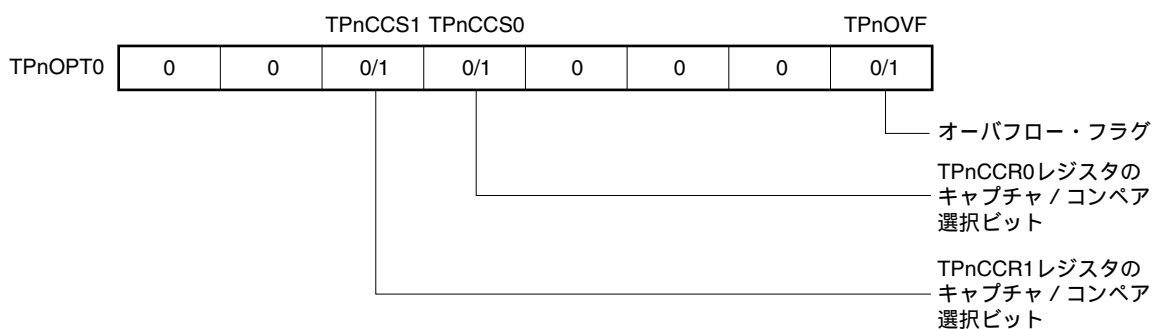 TPnCCS1 TPnCCS0 TPnOVF
TPnOPT0 0 0 0/1 0/1 0 0 0 0/1
オーバフロー・フラグ
TPnCCR0レジスタの
キャプチャ／コンペア
選択ビット
TPnCCR1レジスタの
キャプチャ／コンペア
選択ビット